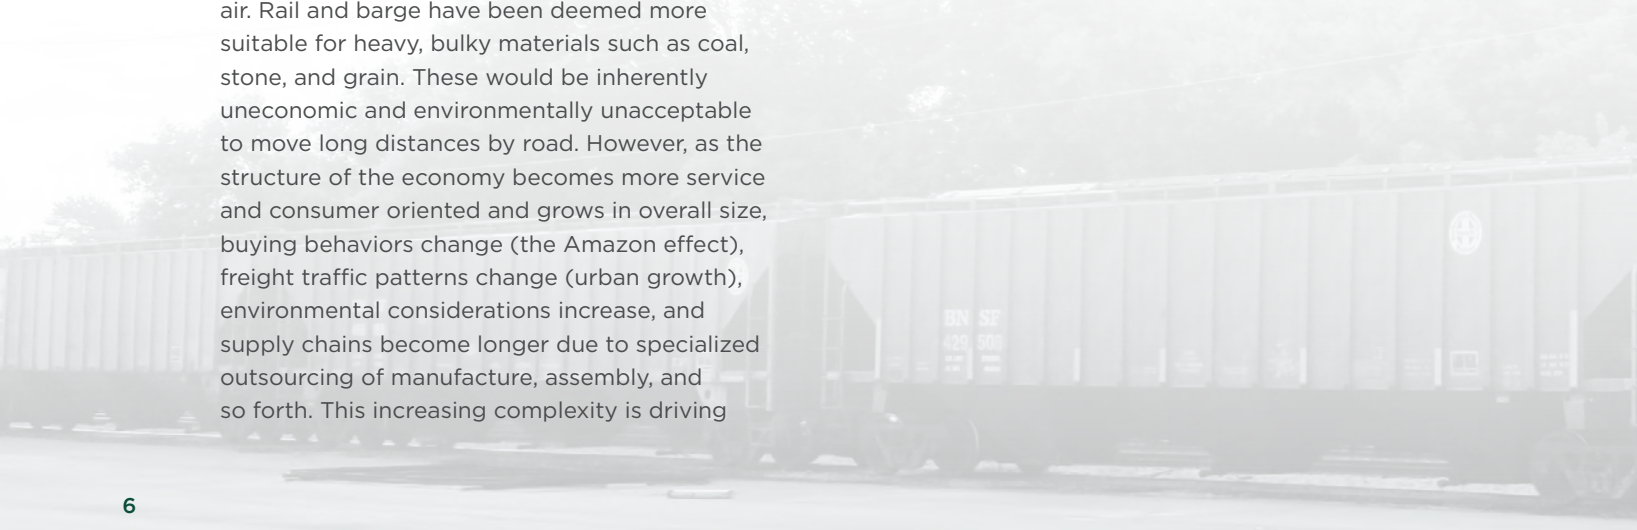 air. Rail and barge have been deemed more
suitable for heavy, bulky materials such as coal,
stone, and grain. These would be inherently
uneconomic and environmentally unacceptable
to move long distances by road. However, as the
structure of the economy becomes more service
and consumer oriented and grows in overall size,
buying behaviors change (the Amazon effect),
freight traffic patterns change (urban growth),
environmental considerations increase, and
supply chains become longer due to specialized
outsourcing of manufacture, assembly, and
so forth. This increasing complexity is driving
BNSF
6